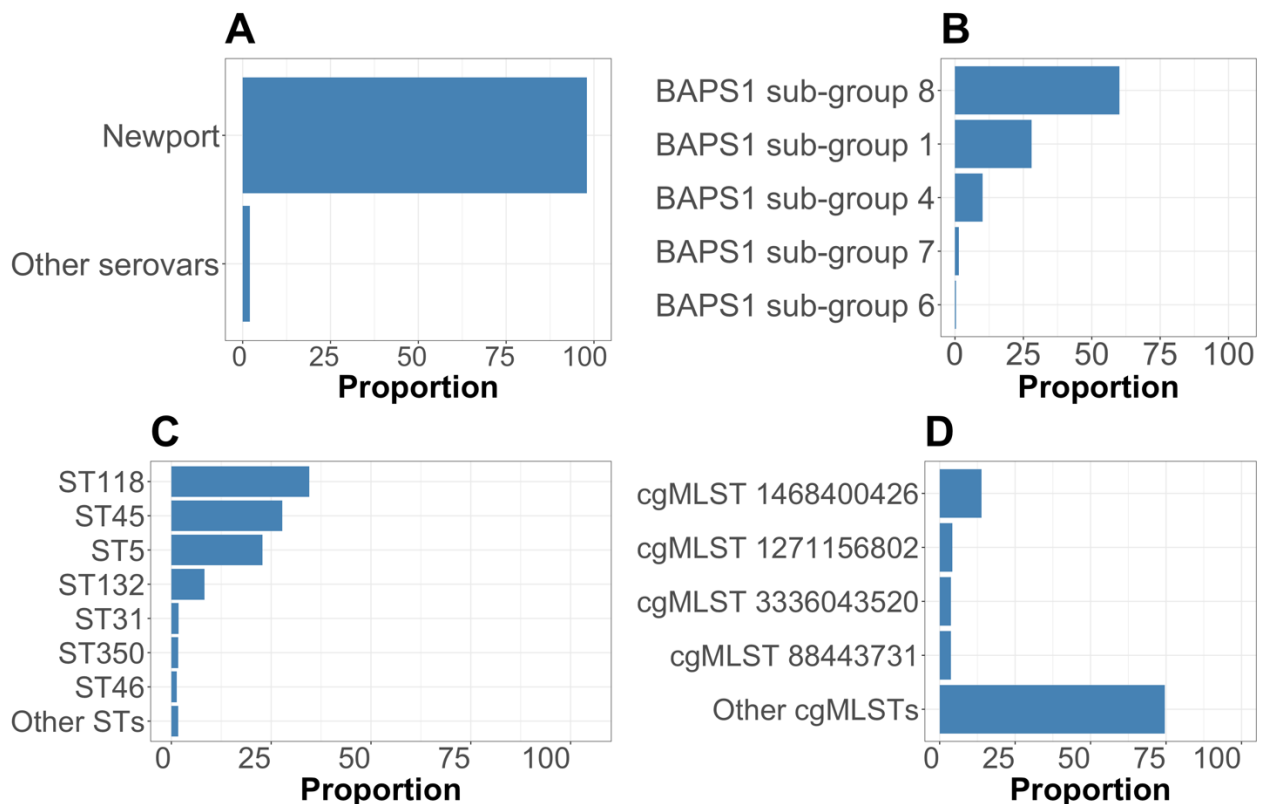 A
Newport
Other serovars
0 25 50 75 100
Proportion
B
BAPS1 sub-group 8
BAPS1 sub-group 1
BAPS1 sub-group 4
BAPS1 sub-group 7
BAPS1 sub-group 6
0 25 50 75 100
Proportion
C
ST118
ST45
ST5
ST132
ST31
ST350
ST46
Other STs
0 25 50 75 100
Proportion
D
cgMLST 1468400426
cgMLST 1271156802
cgMLST 3336043520
cgMLST 88443731
Other cgMLSTs
0 25 50 75 100
Proportion